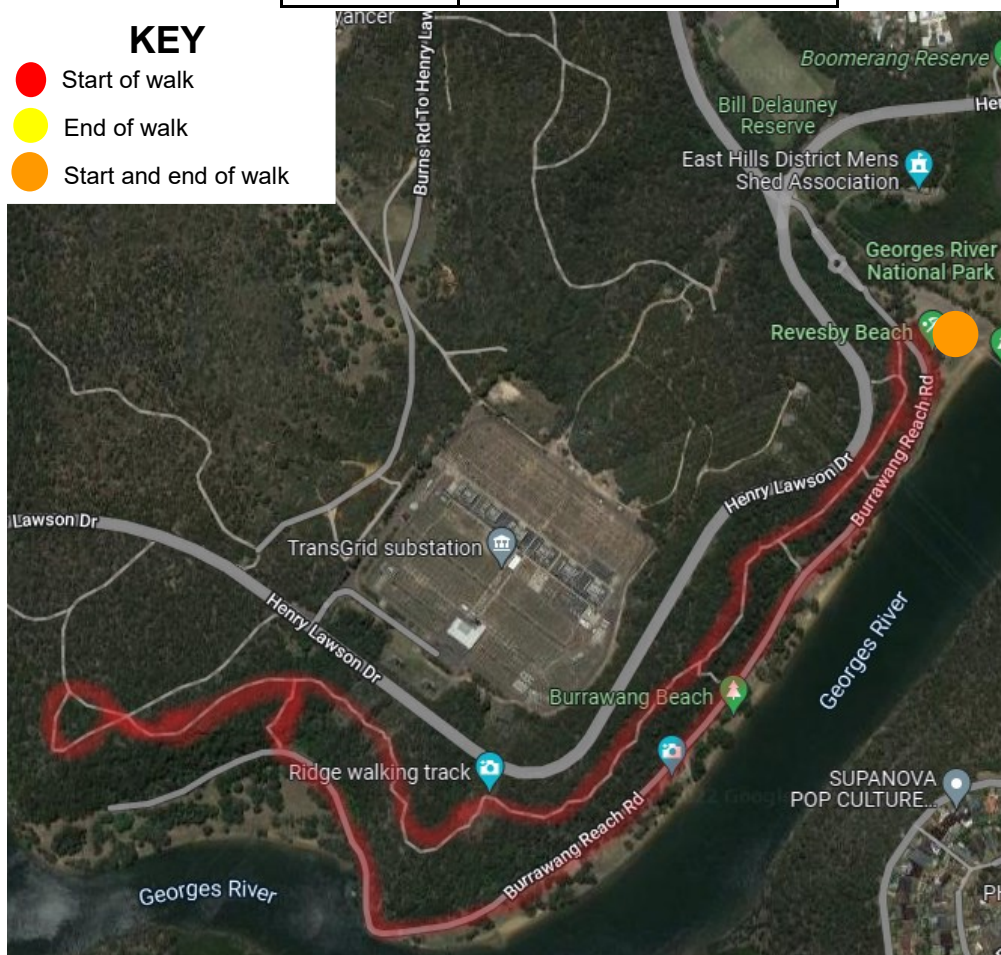 KEY
Start of walk
End of walk
Start and end of walk
Burns Rd To Henry Law
Boomerang Reserve
Bill Delauney
Reserve
East Hills District Mens
Shed Association
Georges River
National Park
Revesby Beach
Burrawang Reach Rd
Henry Lawson Dr
Lawson Dr
TransGrid substation
Henry Lawson Dr
Georges River
Burrawang Beach
Ridge walking track
SUPANOVA
POP CULTURE...
Burrawang Reach Rd
Georges River